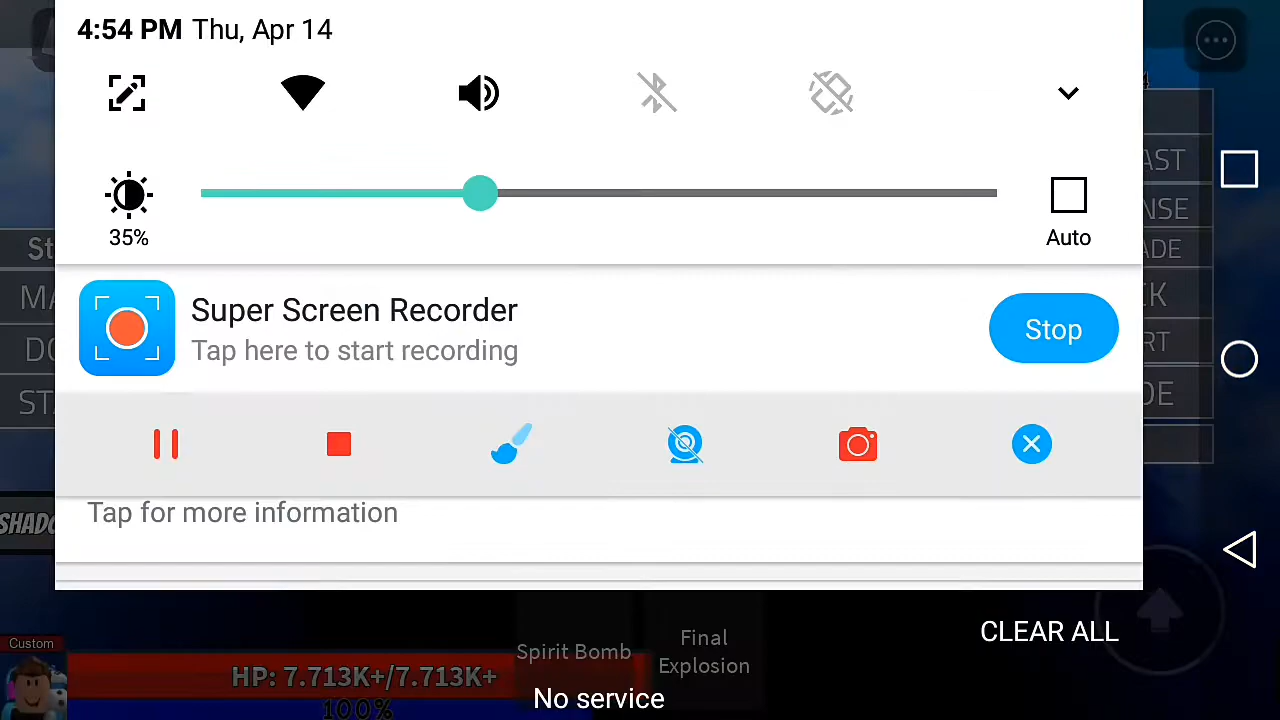 4:54 PM Thu, Apr 14
35%
Auto
Super Screen Recorder
Tap here to start recording
Stop
Tap for more information
CLEAR ALL
Custom
HP: 7.713K+/7.713K+
100%
Spirit Bomb
Final
Explosion
No service